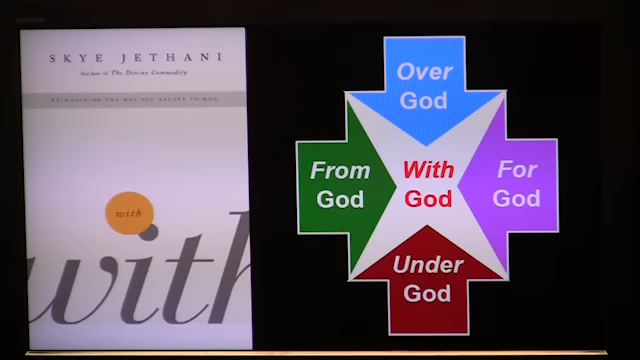 SKYE JETHANI
Author of The Divine Commodity
REIMAGINING THE WAY YOU RELATE TO GOD
with
with
Over
God
From
God
With
God
For
God
Under
God